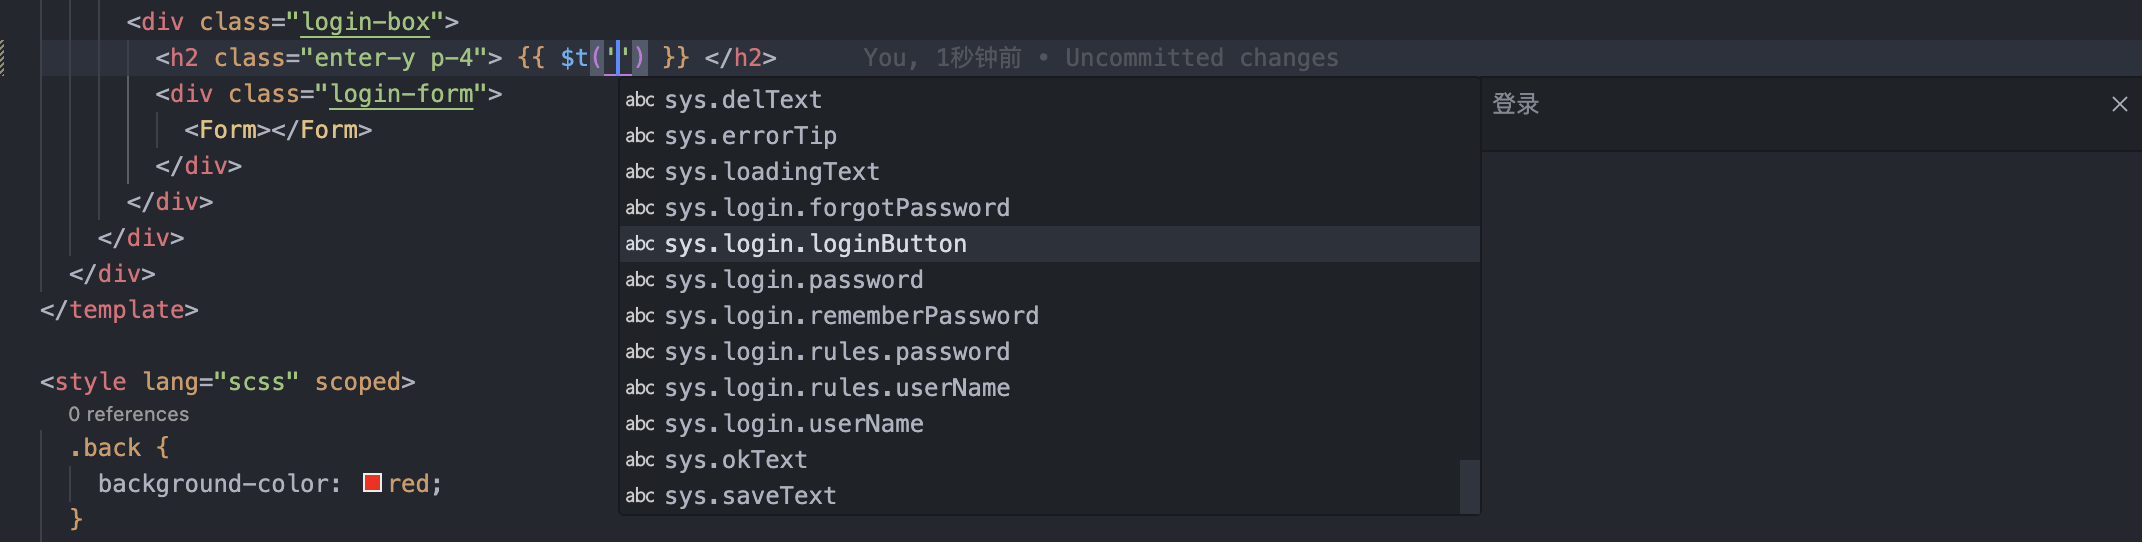 <div class="login-box">
<h2 class="enter-y p-4"> {{ $t('') }} </h2> You, 1秒钟前 • Uncommitted changes
<div class="login-form">
<Form></Form>
</div>
</div>
</div>
</div>
</template>
<style lang="scss" scoped>
0 references
.back {
background-color: red;
}
abc sys.delText
abc sys.errorTip
abc sys.loadingText
abc sys.login.forgotPassword
abc sys.login.loginButton
abc sys.login.password
abc sys.login.rememberPassword
abc sys.login.rules.password
abc sys.login.rules.userName
abc sys.login.userName
abc sys.okText
abc sys.saveText
登录